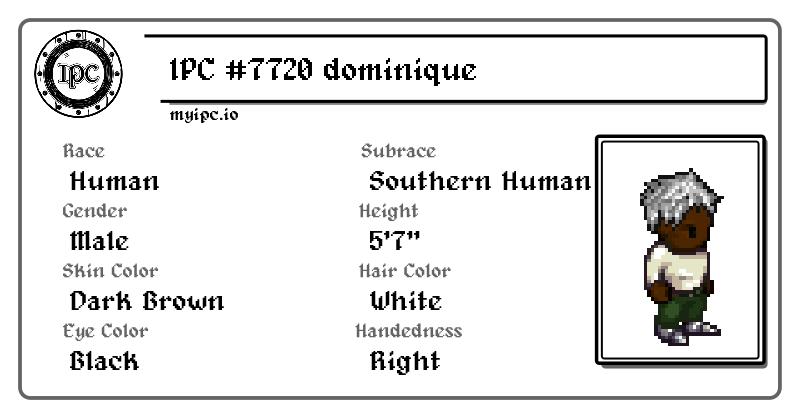 IPC
IPC #7720 dominique
myipc.io
Race
Human
Subrace
Southern Human
Gender
Male
Height
5'7"
Skin Color
Dark Brown
Hair Color
White
Eye Color
Black
Handedness
Right